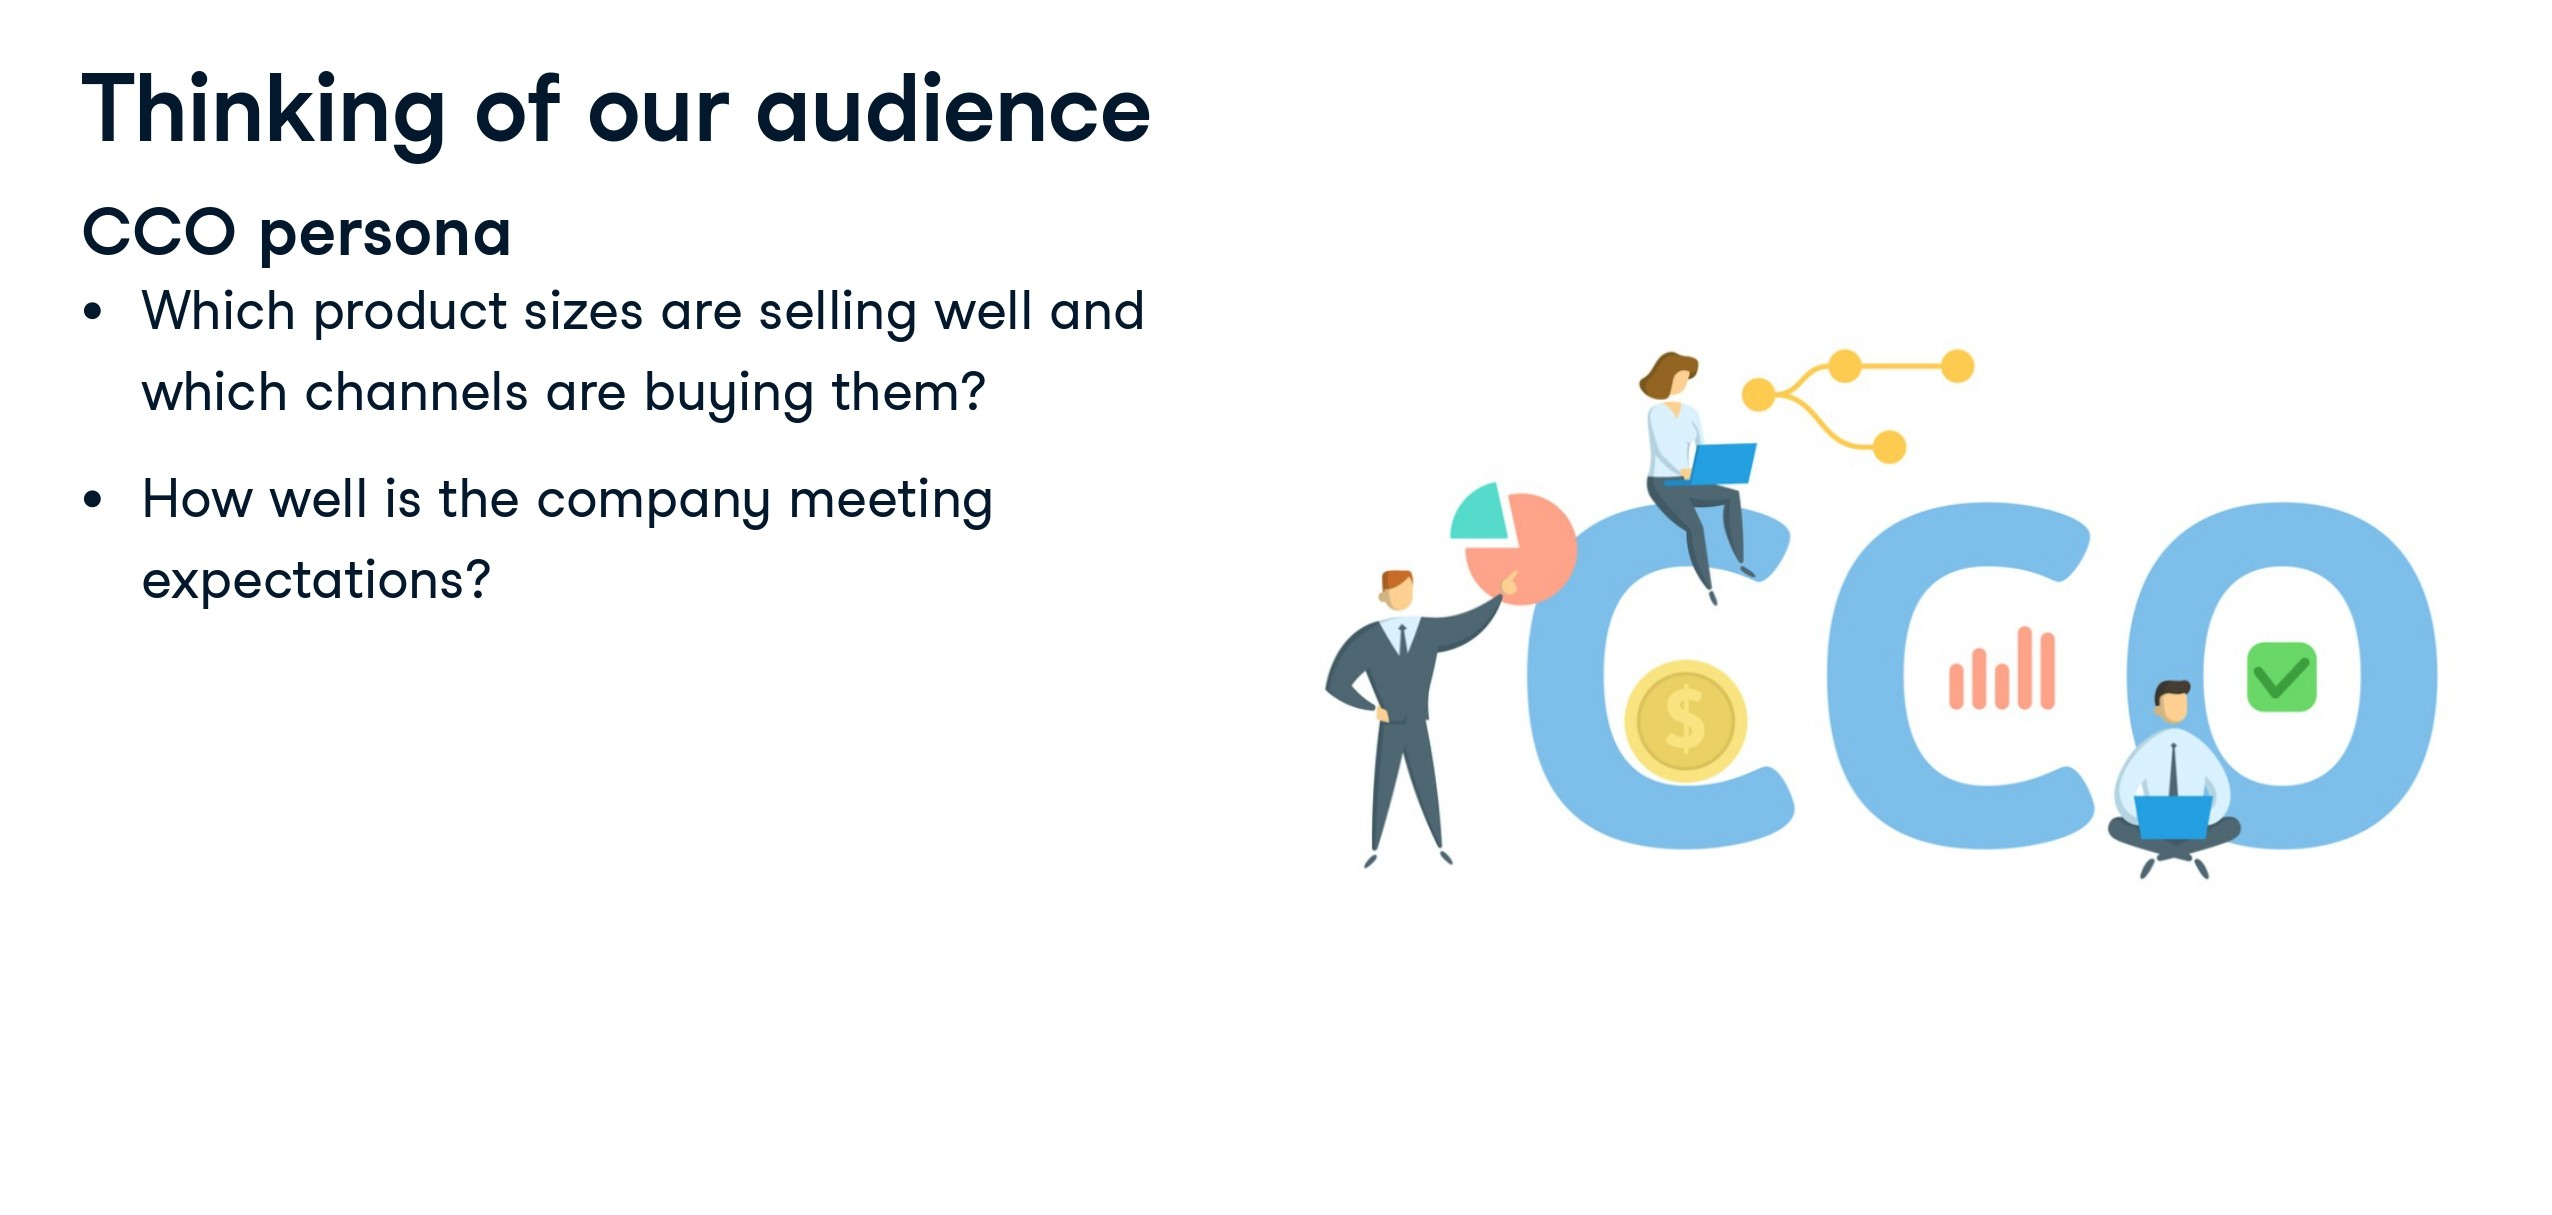 Thinking of our audience
CCO persona
• Which product sizes are selling well and
which channels are buying them?
• How well is the company meeting
expectations?
CCO
$